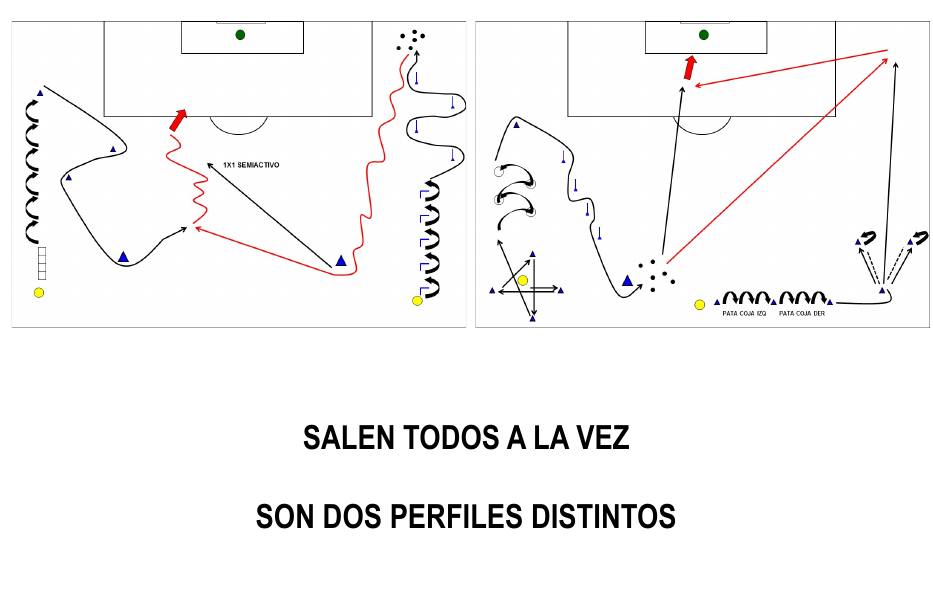 1X1 SEMIACTIVO
PATA COJA IZQ
PATA COJA DER
SALEN TODOS A LA VEZ
SON DOS PERFILES DISTINTOS